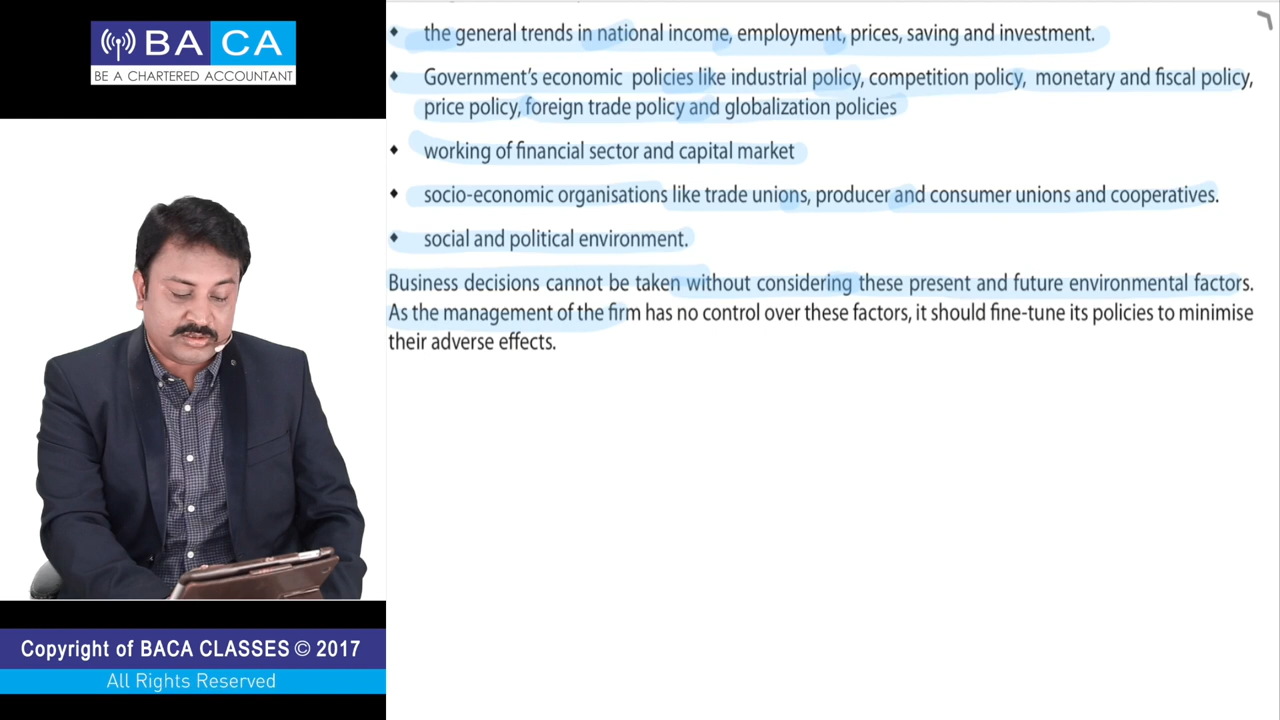 BA CA
BE A CHARTERED ACCOUNTANT
♦ the general trends in national income, employment, prices, saving and investment.
♦ Government's economic policies like industrial policy, competition policy, monetary and fiscal policy,
price policy, foreign trade policy and globalization policies
♦ working of financial sector and capital market
♦ socio-economic organisations like trade unions, producer and consumer unions and cooperatives.
♦ social and political environment.
Business decisions cannot be taken without considering these present and future environmental factors.
As the management of the firm has no control over these factors, it should fine-tune its policies to minimise
their adverse effects.
Copyright of BACA CLASSES © 2017
All Rights Reserved